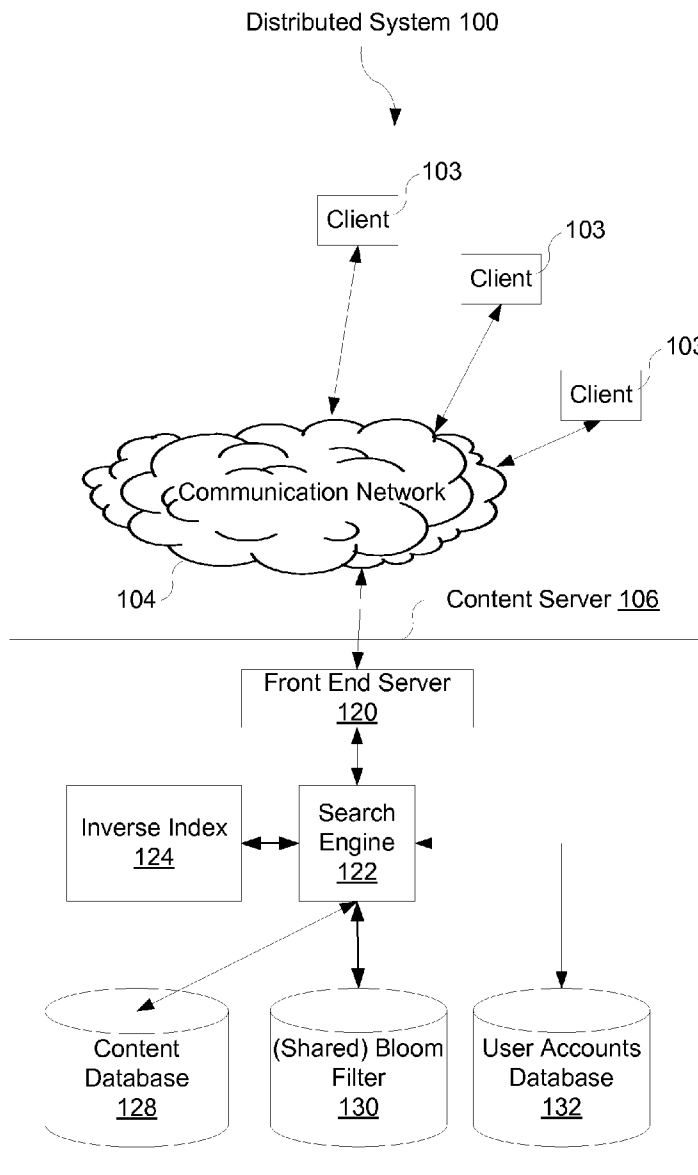 Distributed System 100
103
Client
103
Client
103
Client
Communication Network
104
Content Server 106
Front End Server
120
Inverse Index
124
Search
Engine
122
Content
Database
128
(Shared) Bloom
Filter
130
User Accounts
Database
132